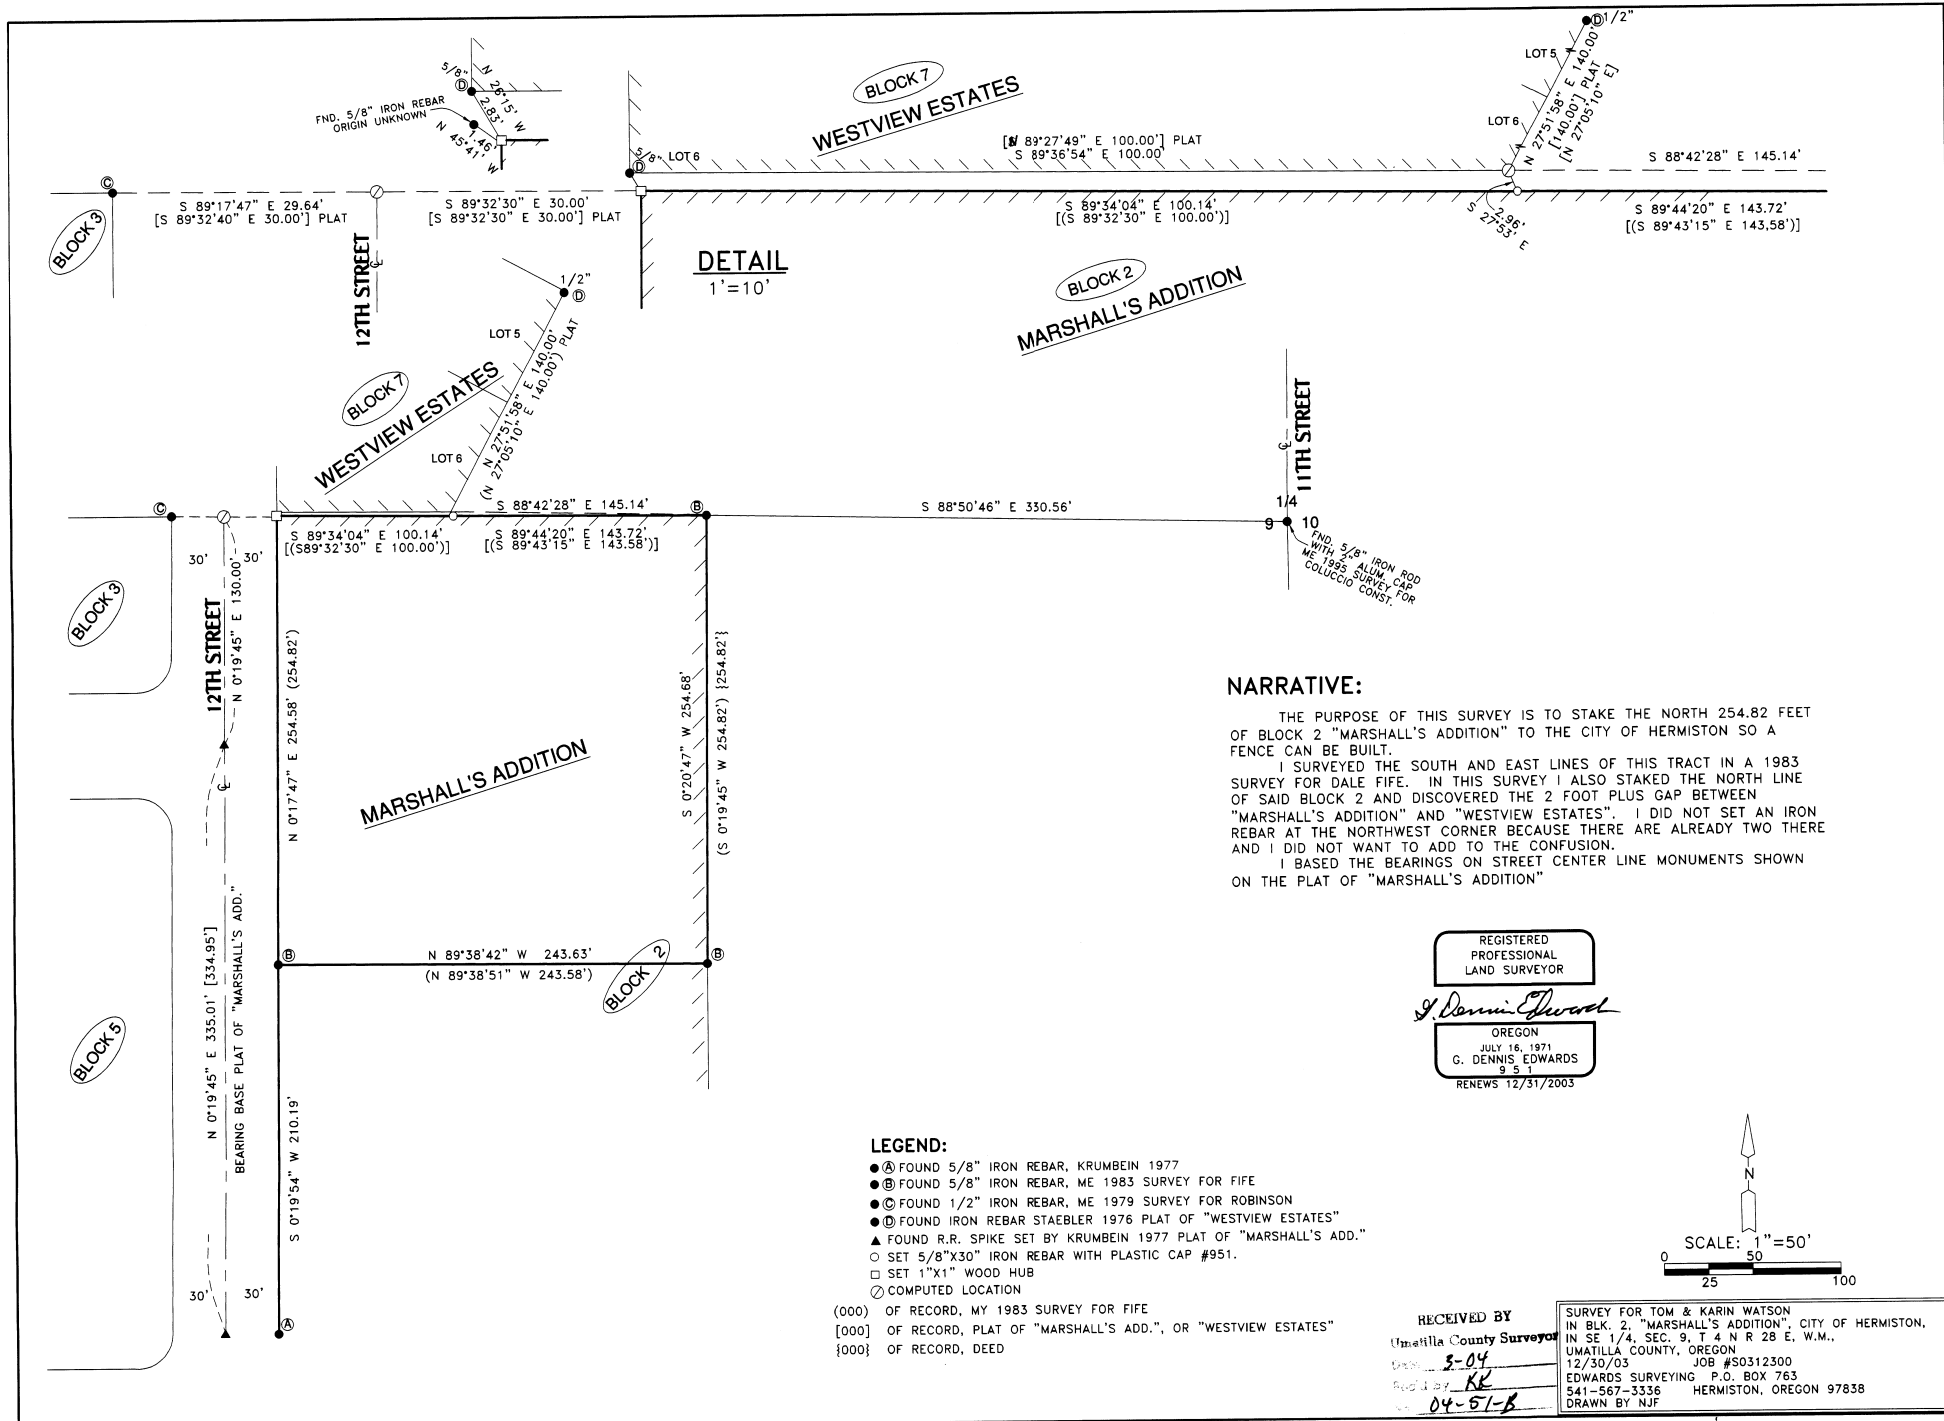 BLOCK 7
WESTVIEW ESTATES
D 1/2"
LOT 5
LOT 6
N 27°51'58" E 140.00'
[140.00'] PLAT
[N 27°05'10" E]
5/8"
D
N 26°15' W
2.83'
FND. 5/8" IRON REBAR
ORIGIN UNKNOWN
1.46'
N 45°41' W
5/8"
D
LOT 6
[N 89°27'49" E 100.00'] PLAT
S 89°36'54" E 100.00'
S 88°42'28" E 145.14'
C
S 89°17'47" E 29.64'
[S 89°32'40" E 30.00'] PLAT
S 89°32'30" E 30.00'
[S 89°32'30" E 30.00'] PLAT
S 89°34'04" E 100.14'
[(S 89°32'30" E 100.00')]
2.96'
S 27°53' E
S 89°44'20" E 143.72'
[(S 89°43'15" E 143,58')]
BLOCK 3
12TH STREET
DETAIL
1'=10'
BLOCK 2
MARSHALL'S ADDITION
1/2"
D
LOT 5
LOT 6
N 27°51'58" E 140.00'
(N 27°05'10" E 140.00') PLAT
BLOCK 7
WESTVIEW ESTATES
11TH STREET
C
S 88°42'28" E 145.14'
B
S 88°50'46" E 330.56'
1/4
9 10
FND. 5/8" IRON ROD
WITH 2" ALUM. CAP
ME 1995 SURVEY FOR
COLUCCIO CONST.
S 89°34'04" E 100.14'
[(S89°32'30" E 100.00')]
S 89°44'20" E 143.72'
[(S 89°43'15" E 143.58')]
30' 30'
BLOCK 3
12TH STREET
N 0°19'45" E 130.00'
N 0°17'47" E 254.58' (254.82')
S 0°20'47" W 254.68'
(S 0°19'45" W 254.82') {254.82'}
MARSHALL'S ADDITION
NARRATIVE:
THE PURPOSE OF THIS SURVEY IS TO STAKE THE NORTH 254.82 FEET
OF BLOCK 2 "MARSHALL'S ADDITION" TO THE CITY OF HERMISTON SO A
FENCE CAN BE BUILT.
I SURVEYED THE SOUTH AND EAST LINES OF THIS TRACT IN A 1983
SURVEY FOR DALE FIFE. IN THIS SURVEY I ALSO STAKED THE NORTH LINE
OF SAID BLOCK 2 AND DISCOVERED THE 2 FOOT PLUS GAP BETWEEN
"MARSHALL'S ADDITION" AND "WESTVIEW ESTATES". I DID NOT SET AN IRON
REBAR AT THE NORTHWEST CORNER BECAUSE THERE ARE ALREADY TWO THERE
AND I DID NOT WANT TO ADD TO THE CONFUSION.
I BASED THE BEARINGS ON STREET CENTER LINE MONUMENTS SHOWN
ON THE PLAT OF "MARSHALL'S ADDITION"
B
N 89°38'42" W 243.63'
(N 89°38'51" W 243.58')
B
BLOCK 2
BLOCK 5
N 0°19'45" E 335.01' [334.95']
BEARING BASE PLAT OF "MARSHALL'S ADD."
S 0°19'54" W 210.19'
30' 30'
A
REGISTERED
PROFESSIONAL
LAND SURVEYOR
G. Dennis Edwards
OREGON
JULY 16, 1971
G. DENNIS EDWARDS
9 5 1
RENEWS 12/31/2003
LEGEND:
A FOUND 5/8" IRON REBAR, KRUMBEIN 1977
B FOUND 5/8" IRON REBAR, ME 1983 SURVEY FOR FIFE
C FOUND 1/2" IRON REBAR, ME 1979 SURVEY FOR ROBINSON
D FOUND IRON REBAR STAEBLER 1976 PLAT OF "WESTVIEW ESTATES"
FOUND R.R. SPIKE SET BY KRUMBEIN 1977 PLAT OF "MARSHALL'S ADD."
SET 5/8"X30" IRON REBAR WITH PLASTIC CAP #951.
SET 1"X1" WOOD HUB
COMPUTED LOCATION
(000) OF RECORD, MY 1983 SURVEY FOR FIFE
[000] OF RECORD, PLAT OF "MARSHALL'S ADD.", OR "WESTVIEW ESTATES"
{000} OF RECORD, DEED
N
SCALE: 1"=50'
0 50
25 100
RECEIVED BY
Umatilla County Surveyor
Date 3-04
Rec'd by KK
04-51-B
SURVEY FOR TOM & KARIN WATSON
IN BLK. 2, "MARSHALL'S ADDITION", CITY OF HERMISTON,
IN SE 1/4, SEC. 9, T 4 N R 28 E, W.M.,
UMATILLA COUNTY, OREGON
12/30/03 JOB #S0312300
EDWARDS SURVEYING P.O. BOX 763
541-567-3336 HERMISTON, OREGON 97838
DRAWN BY NJF